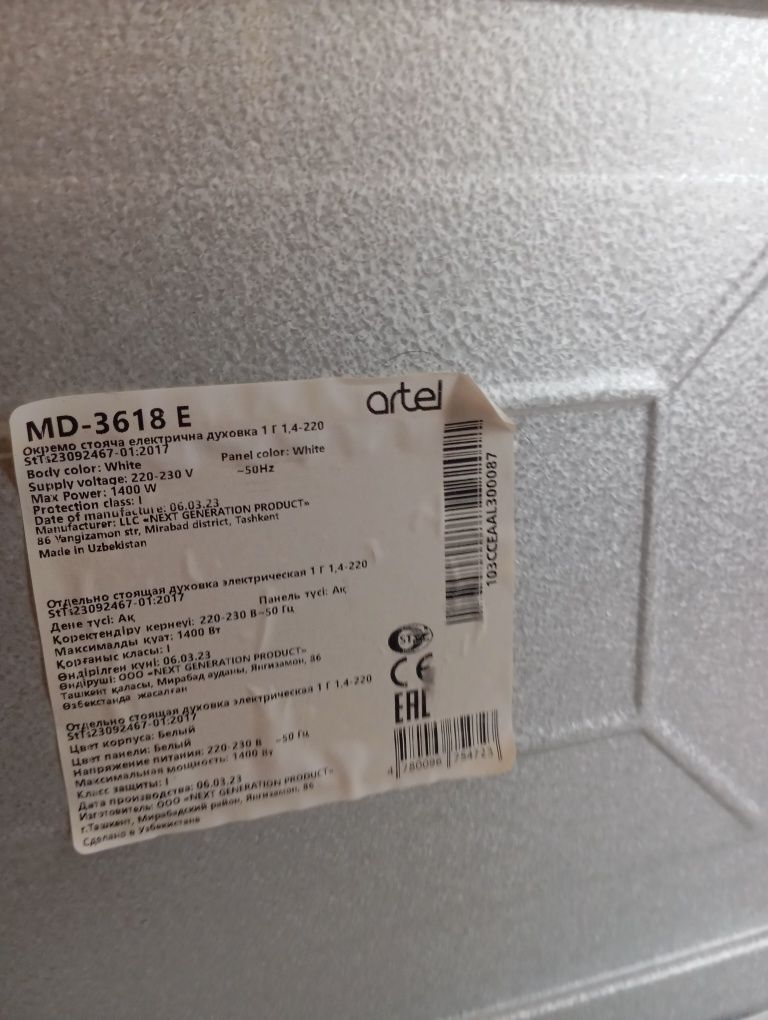 artel
MD-3618 E
Окремо стояча електрична духовка 1 Г 1,4-220
StTs23092467-01:2017
Body color: White Panel color: White
Supply voltage: 220-230 V ~50Hz
Max Power: 1400 W
Protection class: I
Date of manufacture: 06.03.23
Manufacturer: LLC «NEXT GENERATION PRODUCT»
86 Yangizamon str, Mirabad district, Tashkent
Made in Uzbekistan
103CCEAAL300087
Отдельно стоящая духовка электрическая 1 Г 1,4-220
StTs23092467-01:2017
Дене түсі: Ақ Панель түсі: Ақ
Қоректендіру кернеуі: 220-230 В~50 Гц
Максималды қуат: 1400 Вт
Қорғаныс класы: I
Өндірілген күні: 06.03.23
Өндіруші: ООО «NEXT GENERATION PRODUCT»
Ташкент қаласы, Мирабад ауданы, Янгизамон, 86
Өзбекстанда жасалған
Отдельно стоящая духовка электрическая 1 Г 1,4-220
StTs23092467-01:2017
Цвет корпуса: Белый
Цвет панели: Белый
Напряжение питания: 220-230 В ~50 Гц
Максимальная мощность: 1400 Вт
Класс защиты: I
Дата производства: 06.03.23
Изготовитель: ООО «NEXT GENERATION PRODUCT»
г.Ташкент, Мирабадский район, Янгизамон, 86
Сделано в Узбекистане
CE
EAC
4 780098 754723